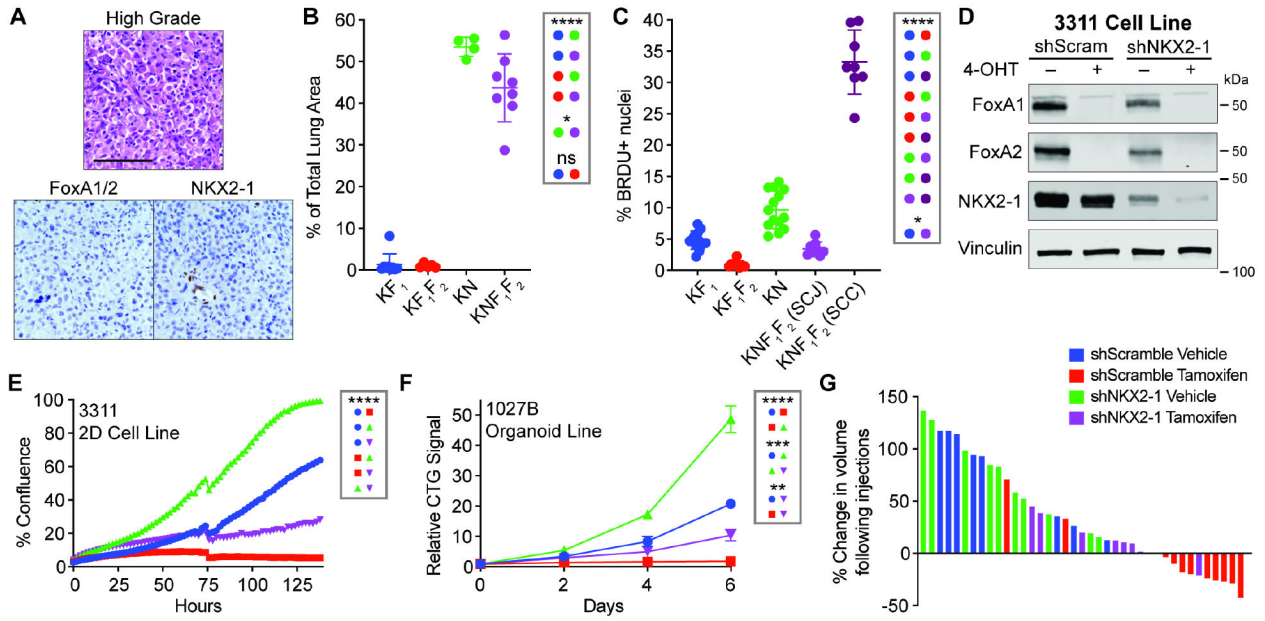 A
High Grade
FoxA1/2
NKX2-1
B
% of Total Lung Area
60
50
40
30
20
10
0
KF1
KF1F2
KN
KNF1F2
****
*
ns
C
% BRDU+ nuclei
40
35
30
25
20
15
10
5
0
KF1
KF1F2
KN
KNF1F2 (SCJ)
KNF1F2 (SCC)
****
*
D
3311 Cell Line
shScram
shNKX2-1
4-OHT
−
+
−
+
kDa
FoxA1
50
FoxA2
50
50
NKX2-1
Vinculin
100
E
3311
2D Cell Line
% Confluence
100
80
60
40
20
0
0
25
50
75
100
125
Hours
****
F
1027B
Organoid Line
Relative CTG Signal
50
40
30
20
10
0
0
2
4
6
Days
****
***
**
shScramble Vehicle
shScramble Tamoxifen
shNKX2-1 Vehicle
shNKX2-1 Tamoxifen
G
% Change in volume
following injections
150
100
50
0
-50